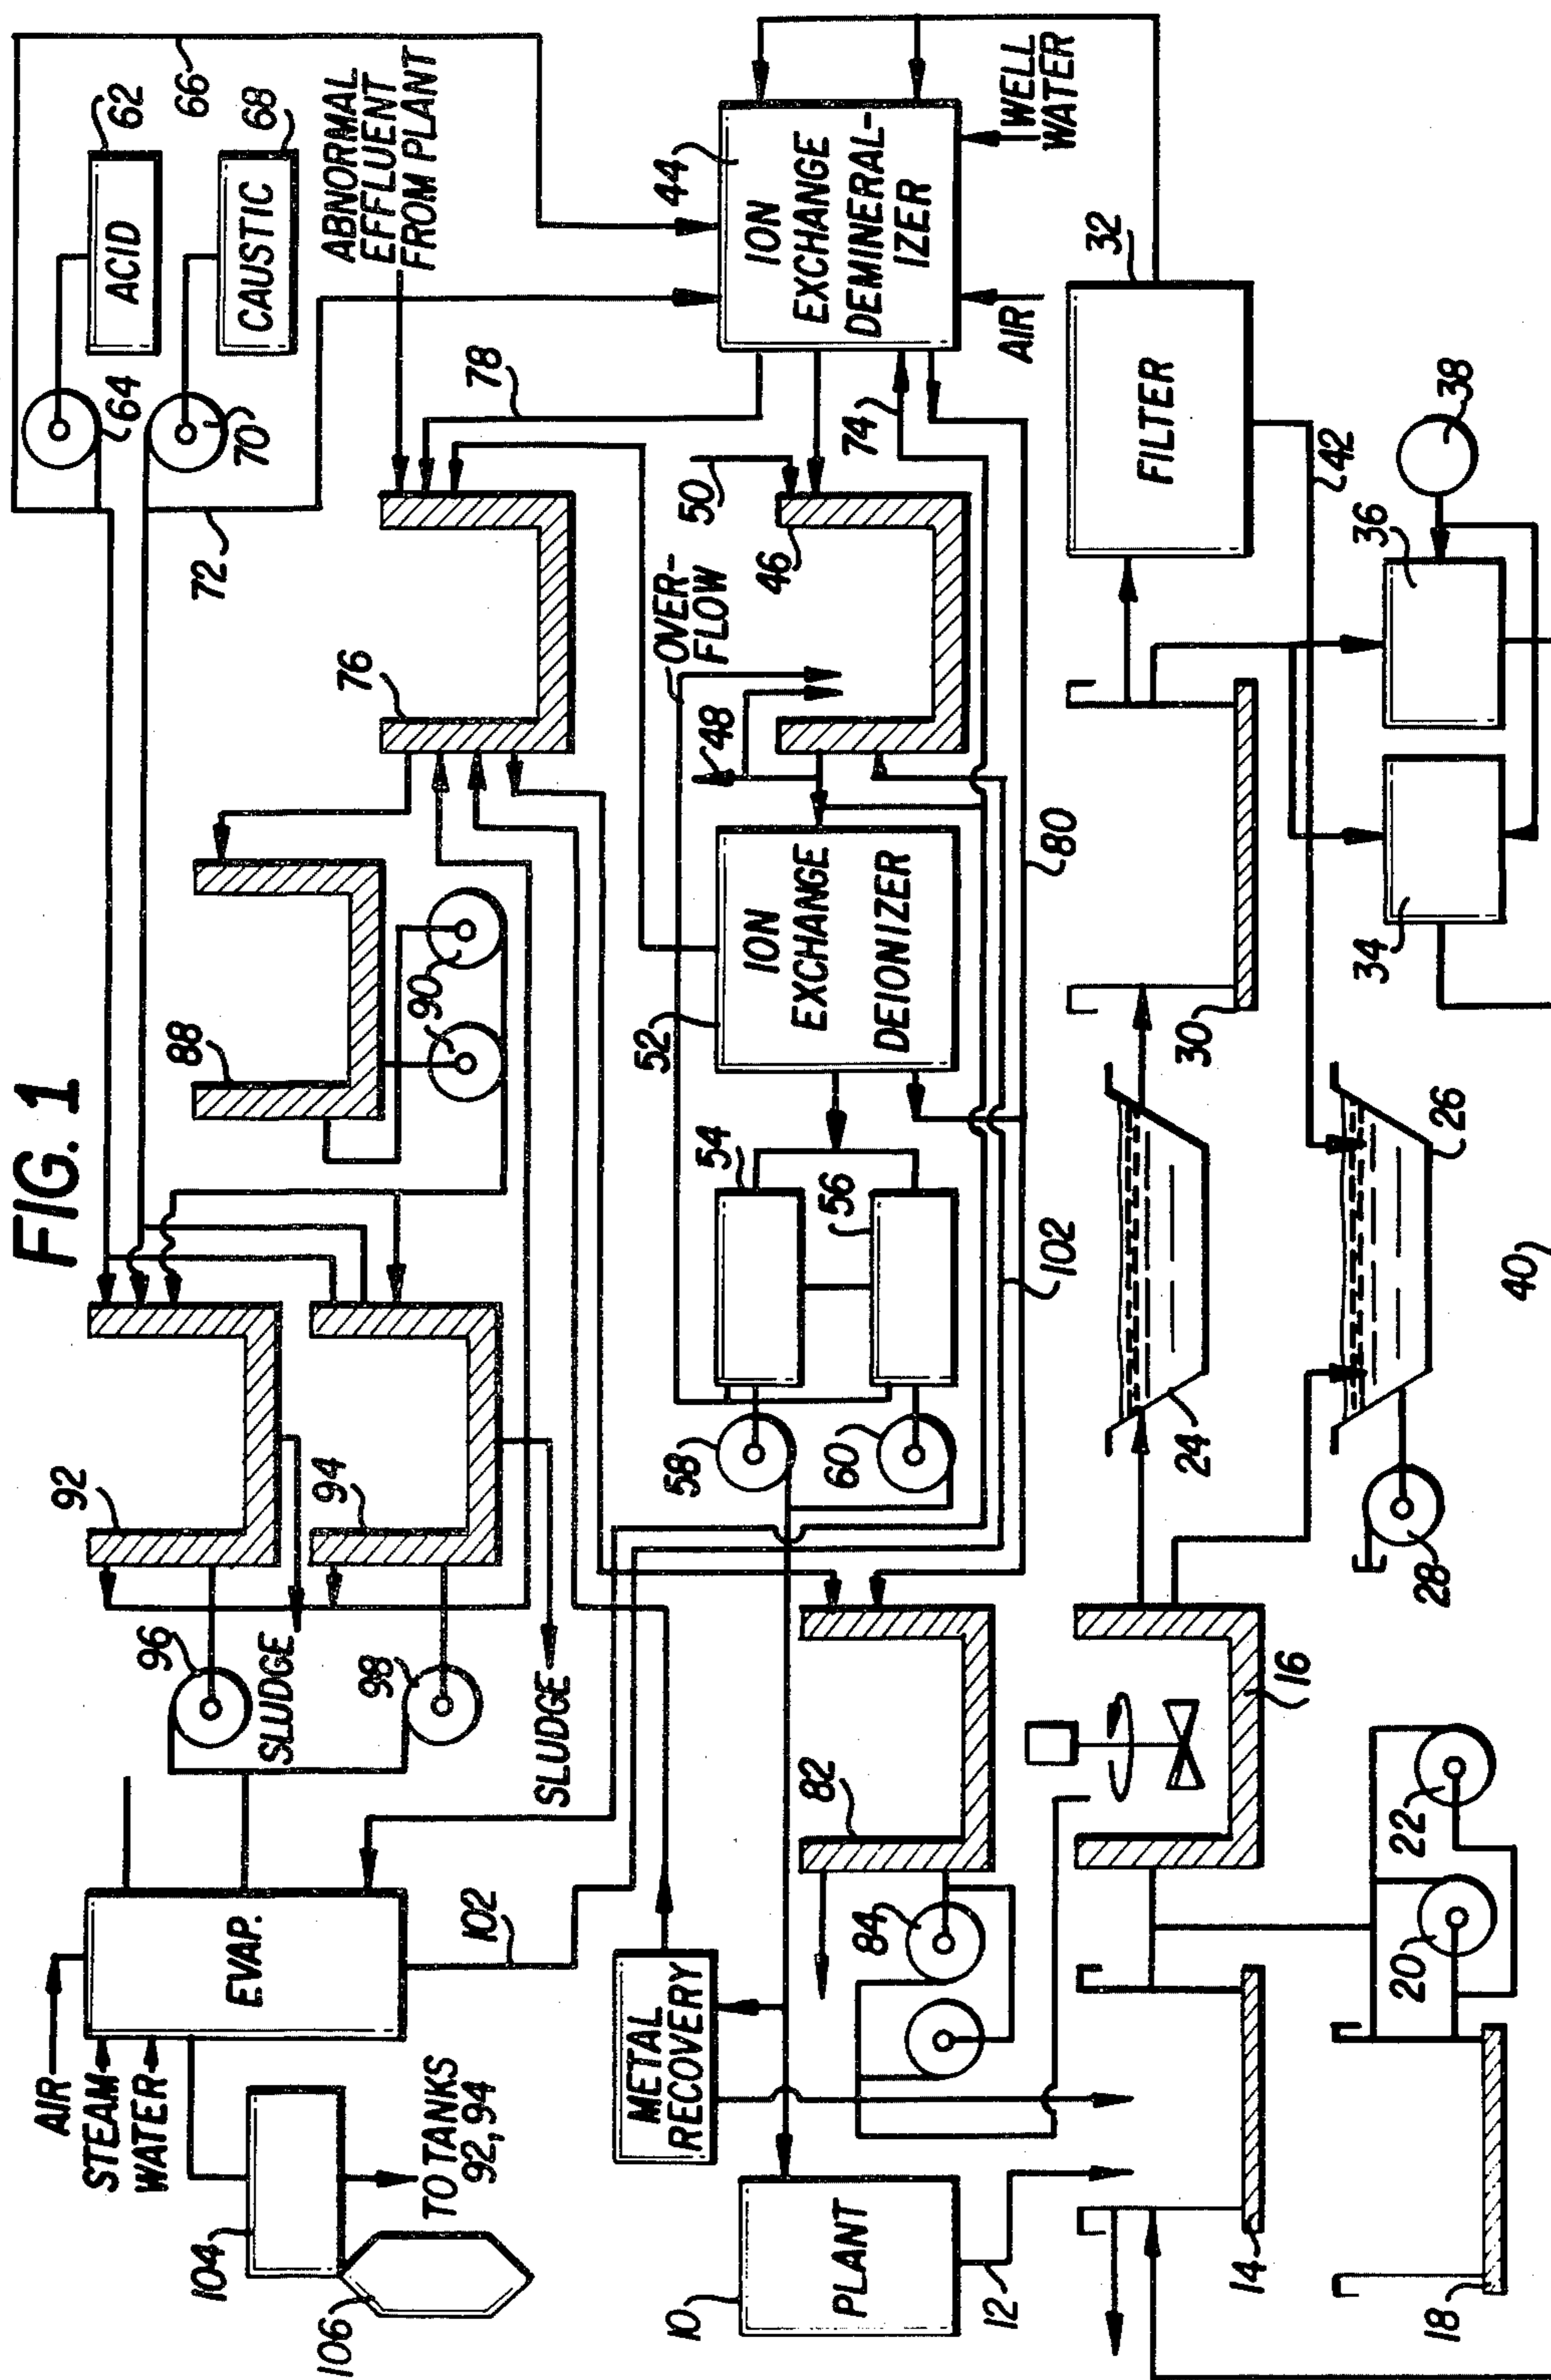 FIG. 1
AIR
STEAM
WATER
104
106
TO TANKS
92, 94
EVAP.
102
96
SLUDGE
98
SLUDGE
92
94
88
90
76
72
78
ACID
62
64
66
CAUSTIC
68
70
ABNORMAL
EFFLUENT
FROM PLANT
METAL
RECOVERY
10
PLANT
12
82
84
58
60
54
56
52
ION
EXCHANGE
DEIONIZER
48
OVER-
FLOW
46
50
74
44
ION
EXCHANGE
DEMINERAL-
IZER
AIR
WELL
WATER
80
102
14
16
18
20
22
24
26
28
30
FILTER
32
34
36
38
40
42